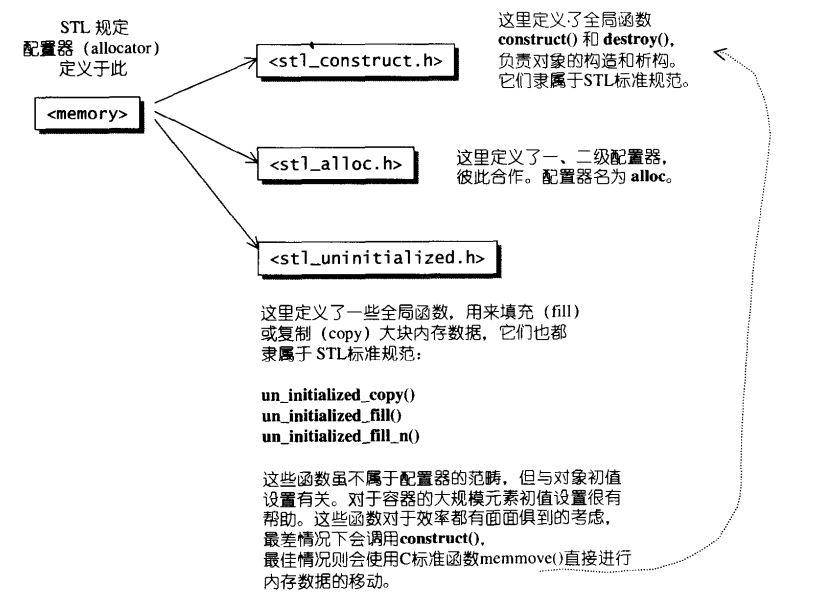 STL 规定
配置器（allocator）
定义于此
<memory>
<stl_construct.h>
这里定义了全局函数
construct() 和 destroy(),
负责对象的构造和析构。
它们隶属于STL标准规范。
<stl_alloc.h>
这里定义了一、二级配置器，
彼此合作。配置器名为 alloc。
<stl_uninitialized.h>
这里定义了一些全局函数，用来填充（fill）
或复制（copy）大块内存数据，它们也都
隶属于 STL标准规范：
un_initialized_copy()
un_initialized_fill()
un_initialized_fill_n()
这些函数虽不属于配置器的范畴，但与对象初值
设置有关。对于容器的大规模元素初值设置很有
帮助。这些函数对于效率都有面面俱到的考虑，
最差情况下会调用construct(),
最佳情况则会使用C标准函数memmove()直接进行
内存数据的移动。